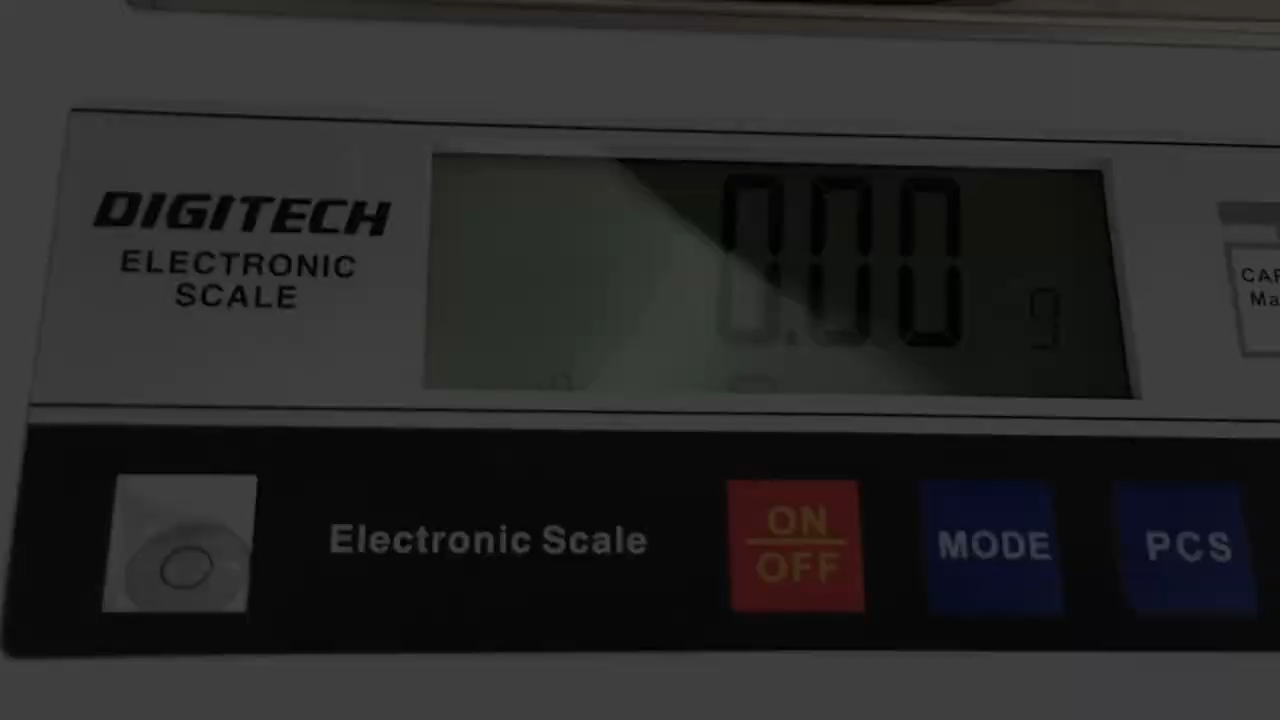 DIGITECH
ELECTRONIC
SCALE
0.00 g
Electronic Scale
ON
OFF
MODE
PCS